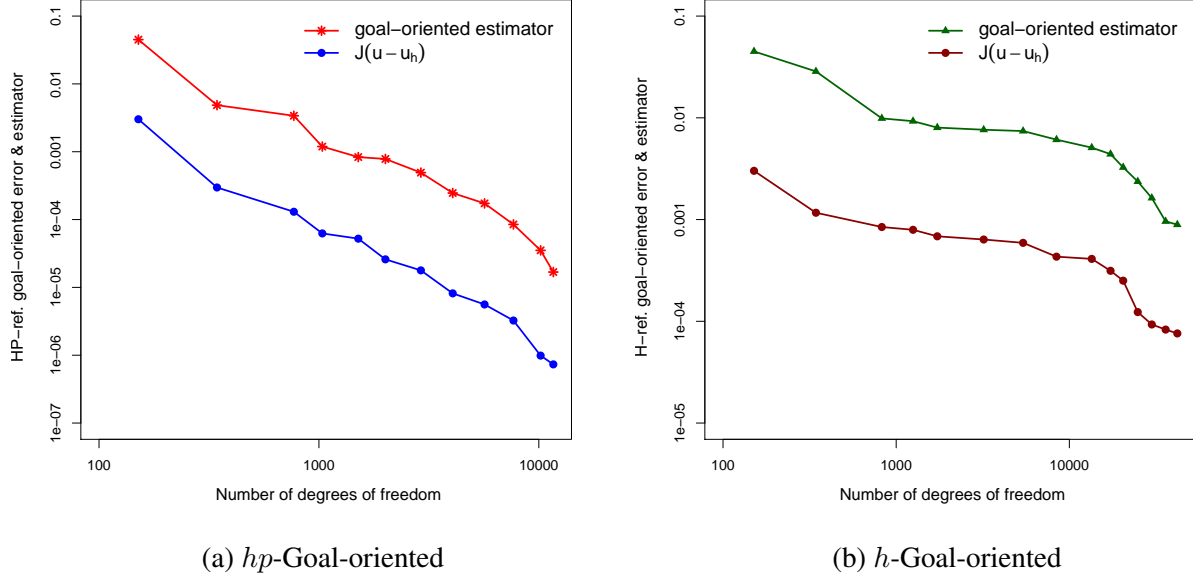 goal−oriented estimator
J(u − uh)
HP−ref. goal−oriented error & estimator
0.1
0.01
0.001
1e−04
1e−05
1e−06
1e−07
100
1000
10000
Number of degrees of freedom
(a) hp-Goal-oriented
goal−oriented estimator
J(u − uh)
H−ref. goal−oriented error & estimator
0.1
0.01
0.001
1e−04
1e−05
100
1000
10000
Number of degrees of freedom
(b) h-Goal-oriented